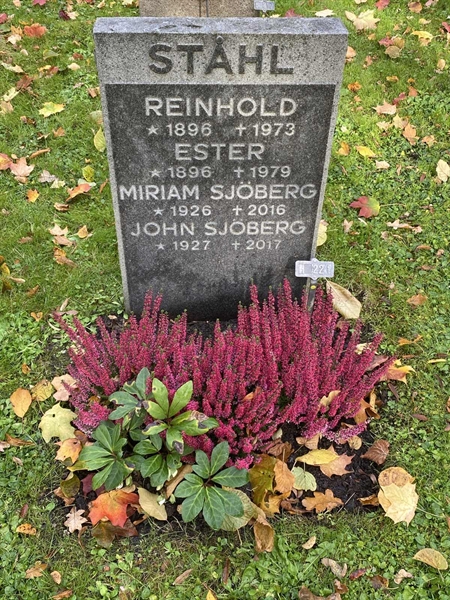 STÅHL
REINHOLD
★ 1896 + 1973
ESTER
★ 1896 + 1979
MIRIAM SJÖBERG
★ 1926 + 2016
JOHN SJÖBERG
★ 1927 + 2017